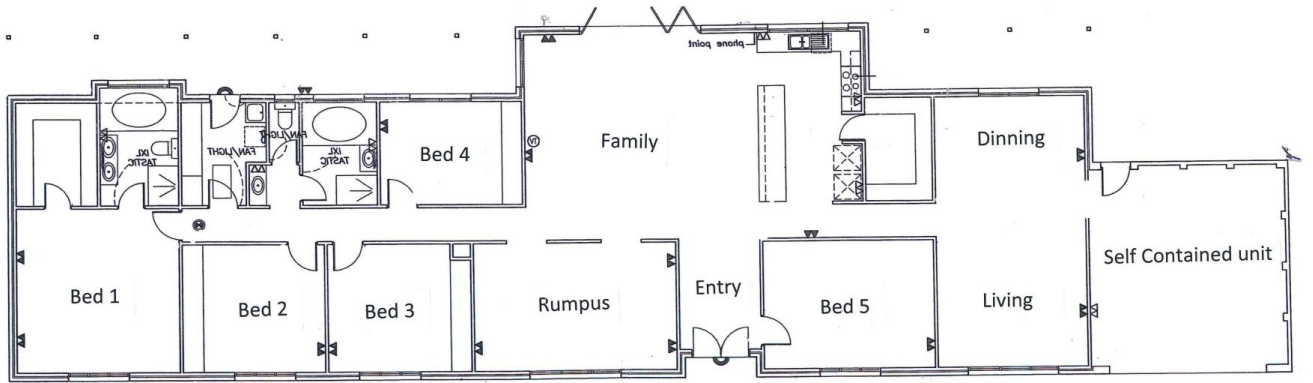 phone point
IXL
TASTIC
FAN/LIGHT
FAN/LIGHT
IXL
TASTIC
Bed 4
TV
Family
Dinning
Self Contained unit
Bed 1
Bed 2
Bed 3
Rumpus
Entry
Bed 5
Living